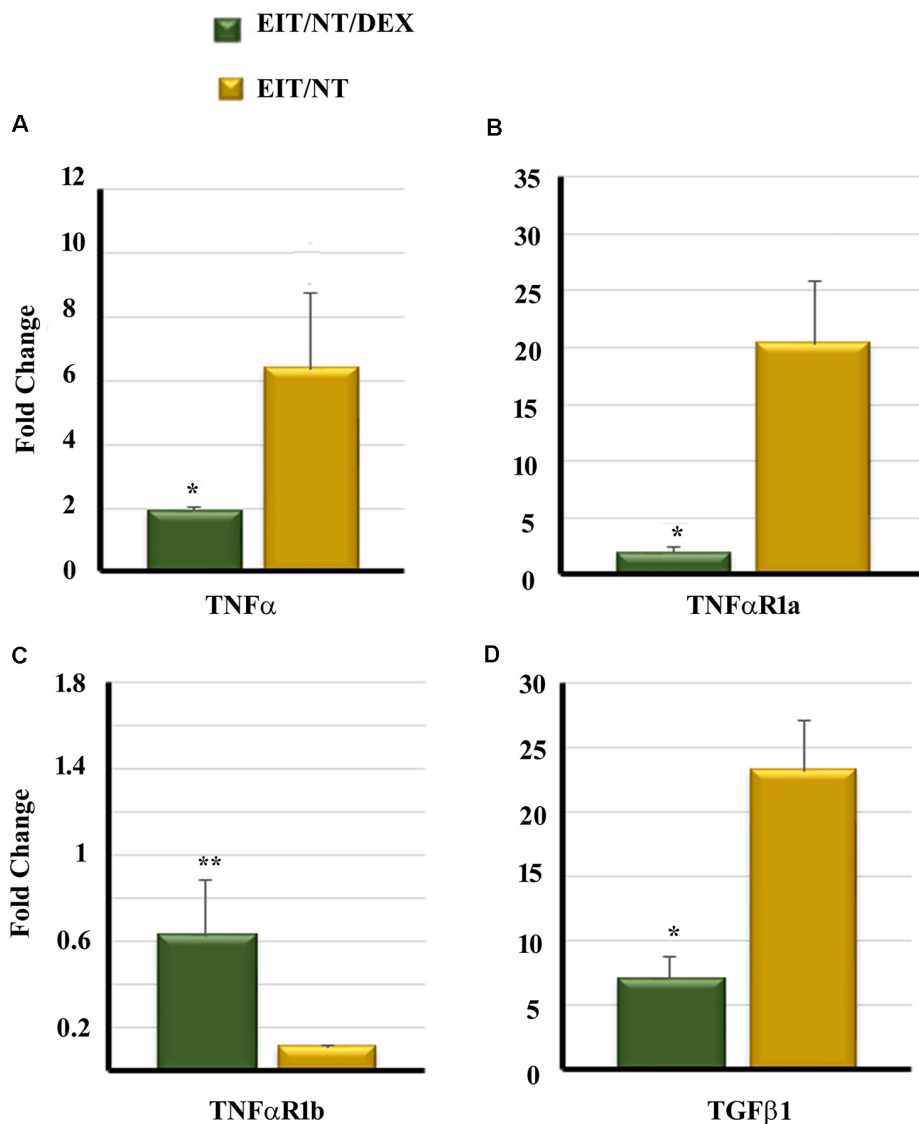 EIT/NT/DEX
EIT/NT
A
12
10
8
6
4
2
0
Fold Change
*
TNFα
B
35
30
25
20
15
10
5
0
*
TNFαR1a
C
1.8
1.4
1
0.6
0.2
Fold Change
**
TNFαR1b
D
30
25
20
15
10
5
0
*
TGFβ1